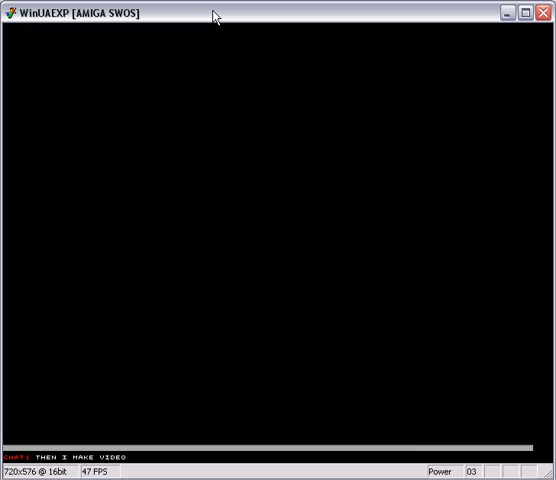 WinUAEXP [AMIGA SWOS]
CHAT: THEN I MAKE VIDEO
720x576 @ 16bit 47 FPS Power 03